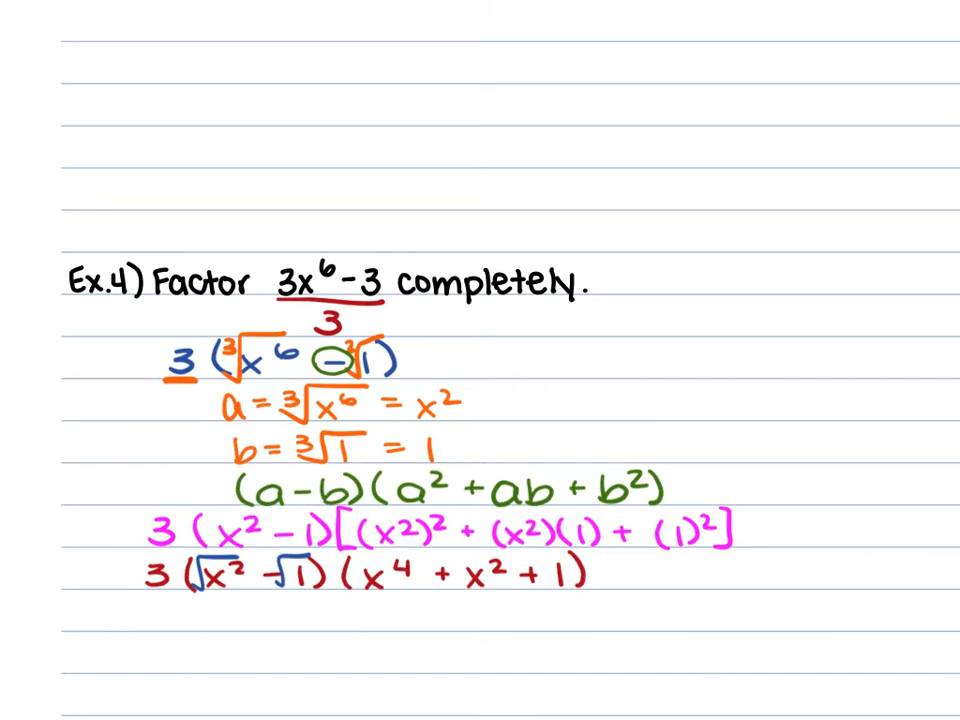 Ex.4) Factor 3x⁶ - 3 completely.
3
3 (∛x⁶ - ∛1)
a = ∛x⁶ = x²
b = ∛1 = 1
(a - b)(a² + ab + b²)
3 (x² - 1)[(x²)² + (x²)(1) + (1)²]
3 (√x² - √1)(x⁴ + x² + 1)